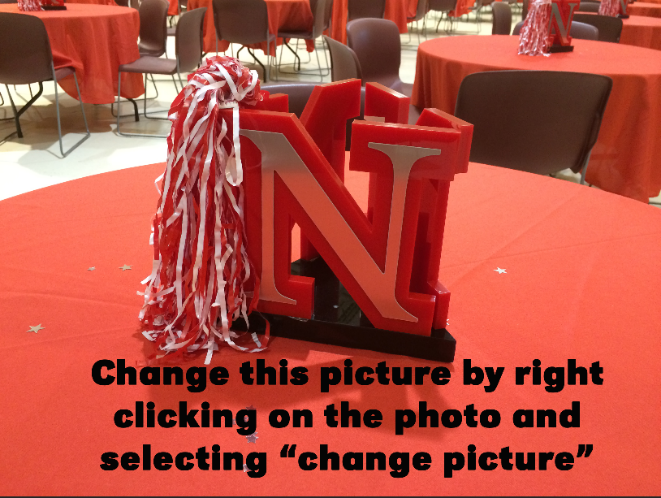 N
Change this picture by right
clicking on the photo and
selecting “change picture”